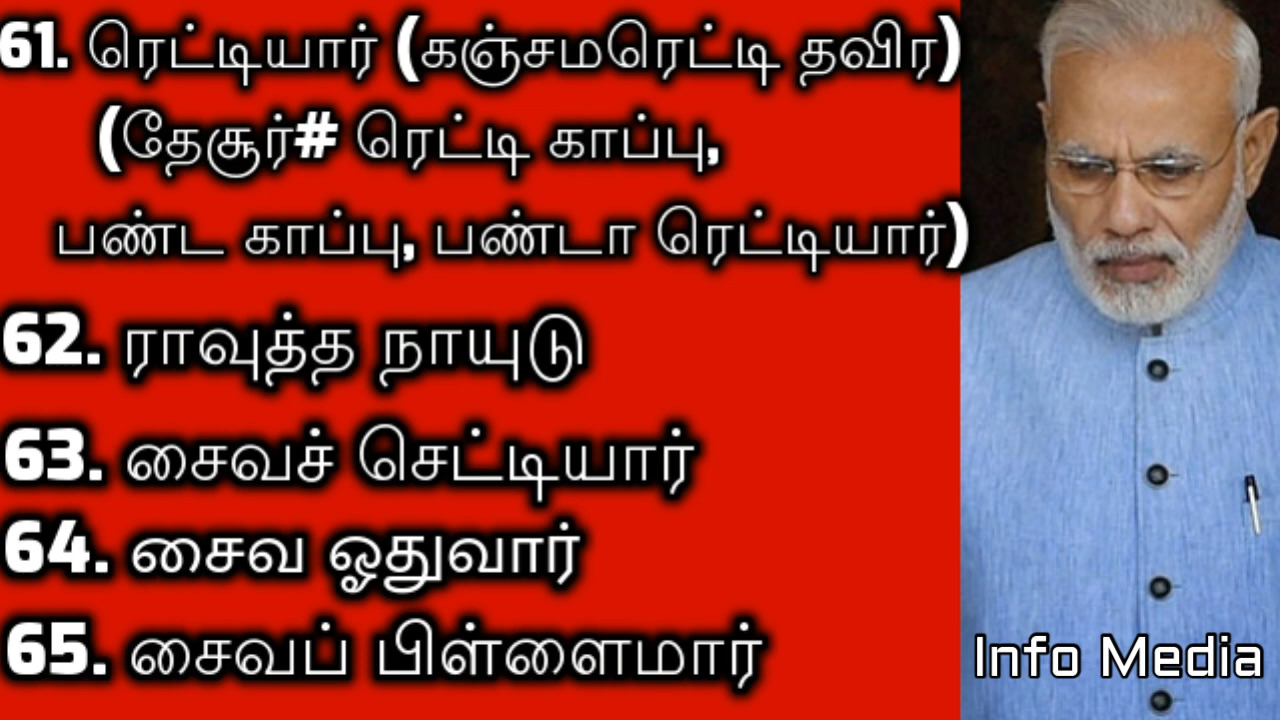 61. ரெட்டியார் (கஞ்சமரெட்டி தவிர)
(தேசூர்# ரெட்டி காப்பு,
பண்ட காப்பு, பண்டா ரெட்டியார்)
62. ராவுத்த நாயுடு
63. சைவச் செட்டியார்
64. சைவ ஓதுவார்
65. சைவப் பிள்ளைமார்
Info Media